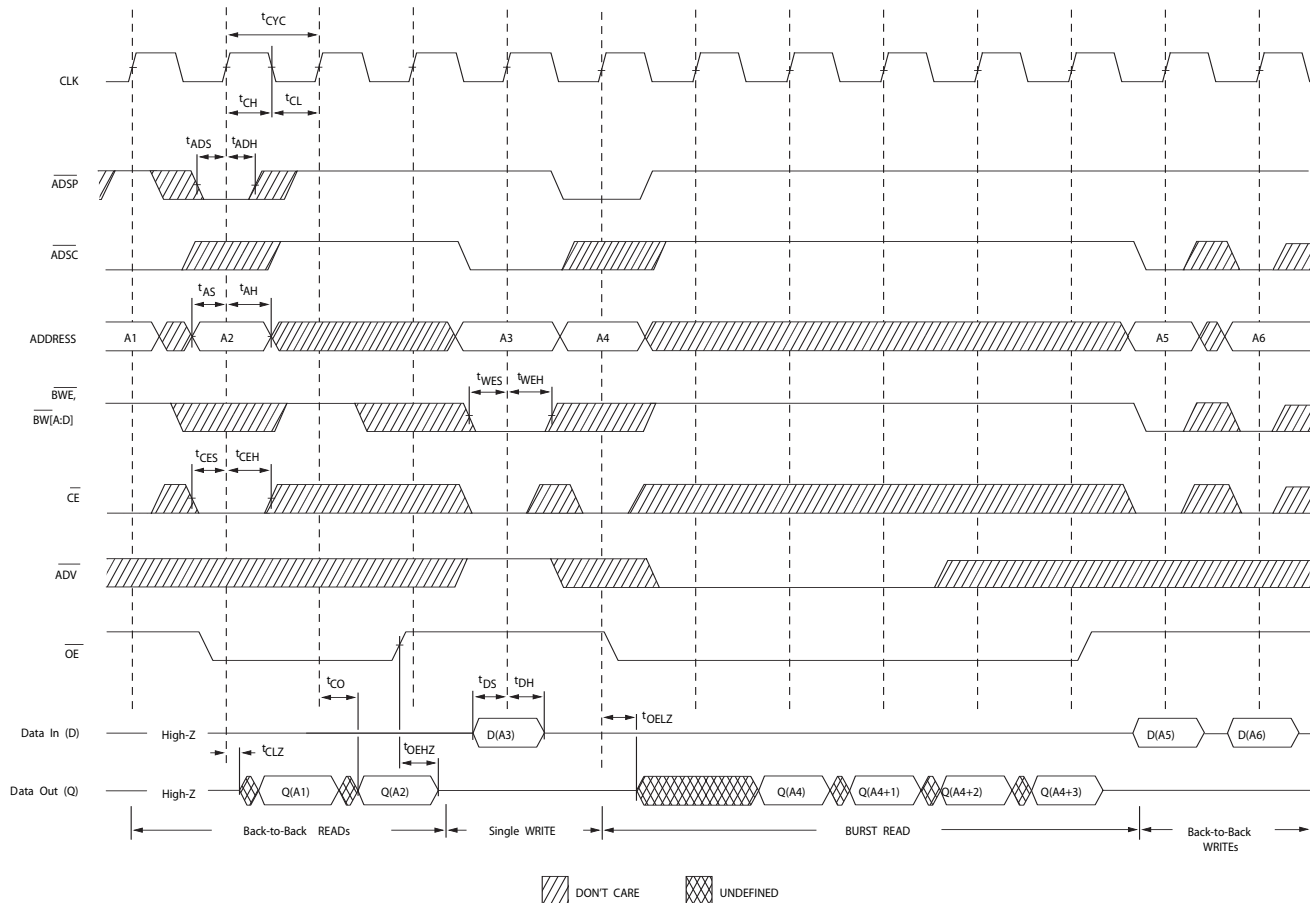 tCYC
CLK
tCH
tCL
tADS
tADH
ADSP
ADSC
tAS
tAH
ADDRESS
A1
A2
A3
A4
A5
A6
tWES
tWEH
BWE,
BW[A:D]
tCES
tCEH
CE
ADV
OE
tCO
tDS
tDH
tOELZ
Data In (D)
High-Z
D(A3)
D(A5)
D(A6)
tCLZ
tOEHZ
Data Out (Q)
High-Z
Q(A1)
Q(A2)
Q(A4)
Q(A4+1)
Q(A4+2)
Q(A4+3)
Back-to-Back READs
Single WRITE
BURST READ
Back-to-Back
WRITEs
DON'T CARE
UNDEFINED